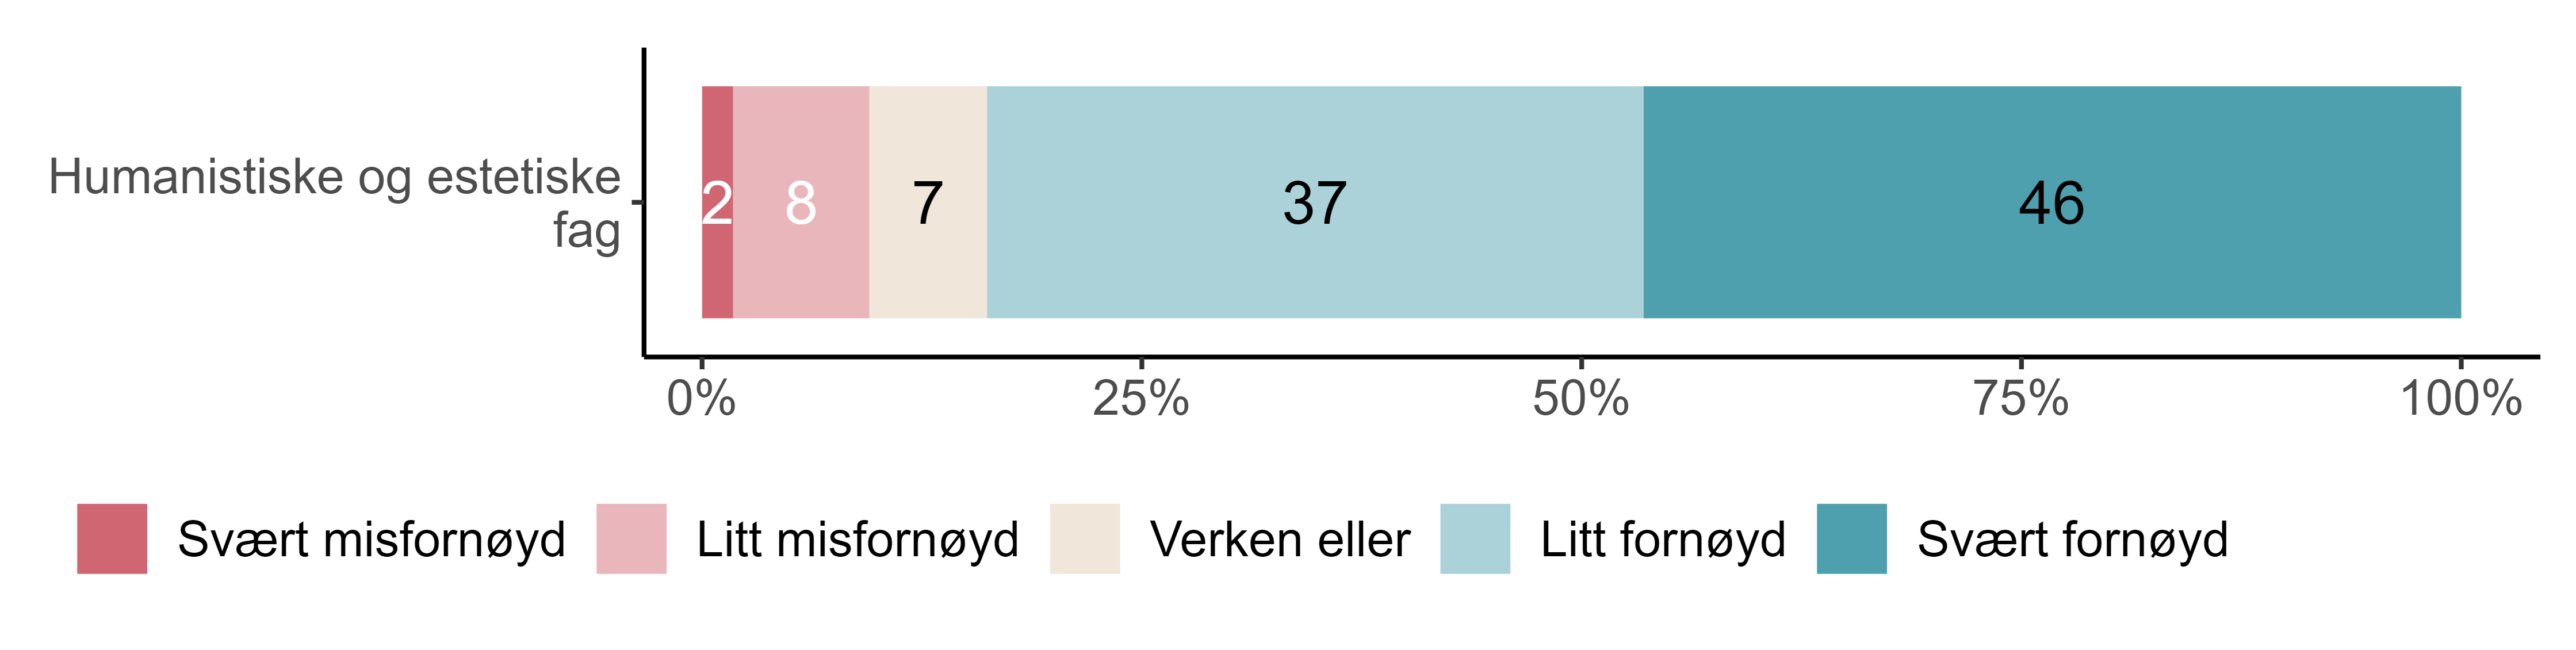 Humanistiske og estetiske
fag
2 8 7 37 46
0% 25% 50% 75% 100%
Svært misfornøyd Litt misfornøyd Verken eller Litt fornøyd Svært fornøyd